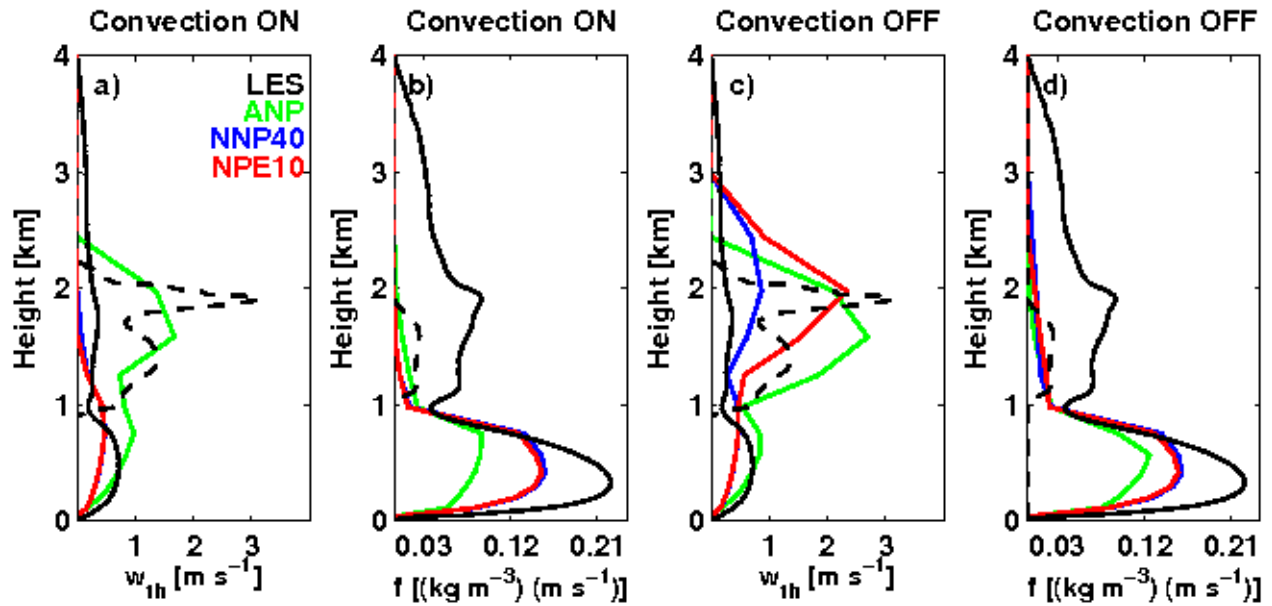 Convection ON Convection ON Convection OFF Convection OFF
a) LES
ANP
NNP40
NPE10
b)
c)
d)
Height [km]
4
3
2
1
0
1 2 3
w_th [m s⁻¹]
Height [km]
4
3
2
1
0
0.03 0.12 0.21
f [(kg m⁻³) (m s⁻¹)]
Height [km]
4
3
2
1
0
1 2 3
w_th [m s⁻¹]
Height [km]
4
3
2
1
0
0.03 0.12 0.21
f [(kg m⁻³) (m s⁻¹)]